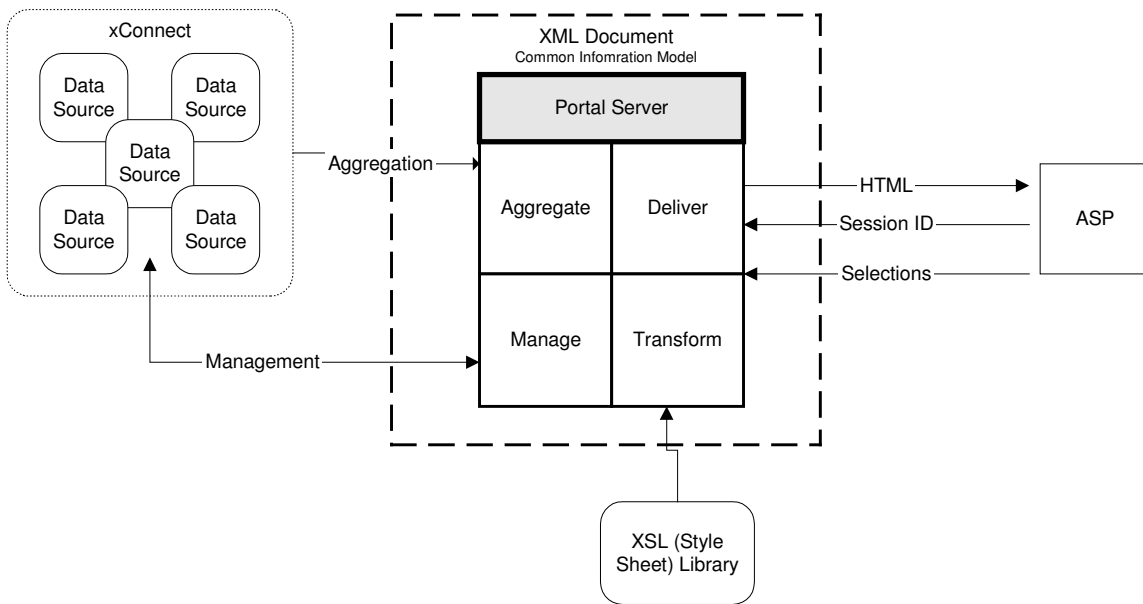 xConnect
Data
Source
Data
Source
Data
Source
Data
Source
Data
Source
Aggregation
Management
XML Document
Common Infomration Model
Portal Server
Aggregate
Deliver
Manage
Transform
HTML
Session ID
Selections
ASP
XSL (Style
Sheet) Library